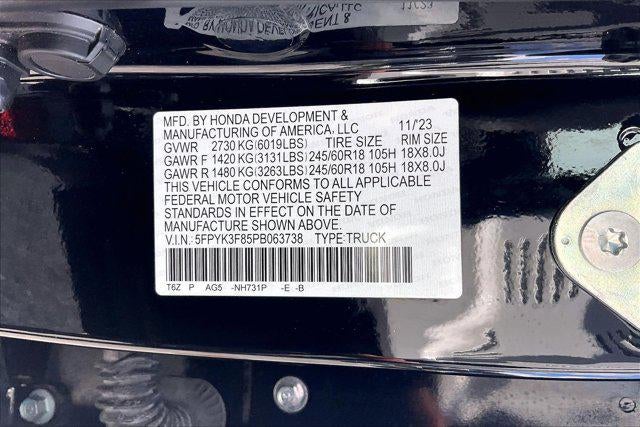 MFD. BY HONDA DEVELOPMENT &
MANUFACTURING OF AMERICA, LLC 11/23
GVWR 2730 KG(6019LBS) TIRE SIZE RIM SIZE
GAWR F 1420 KG(3131LBS) 245/60R18 105H 18X8.0J
GAWR R 1480 KG(3263LBS) 245/60R18 105H 18X8.0J
THIS VEHICLE CONFORMS TO ALL APPLICABLE
FEDERAL MOTOR VEHICLE SAFETY
STANDARDS IN EFFECT ON THE DATE OF
MANUFACTURE SHOWN ABOVE.
V.I.N.: 5FPYK3F85PB063738 TYPE:TRUCK
T6Z P AG5 -NH731P -E -B